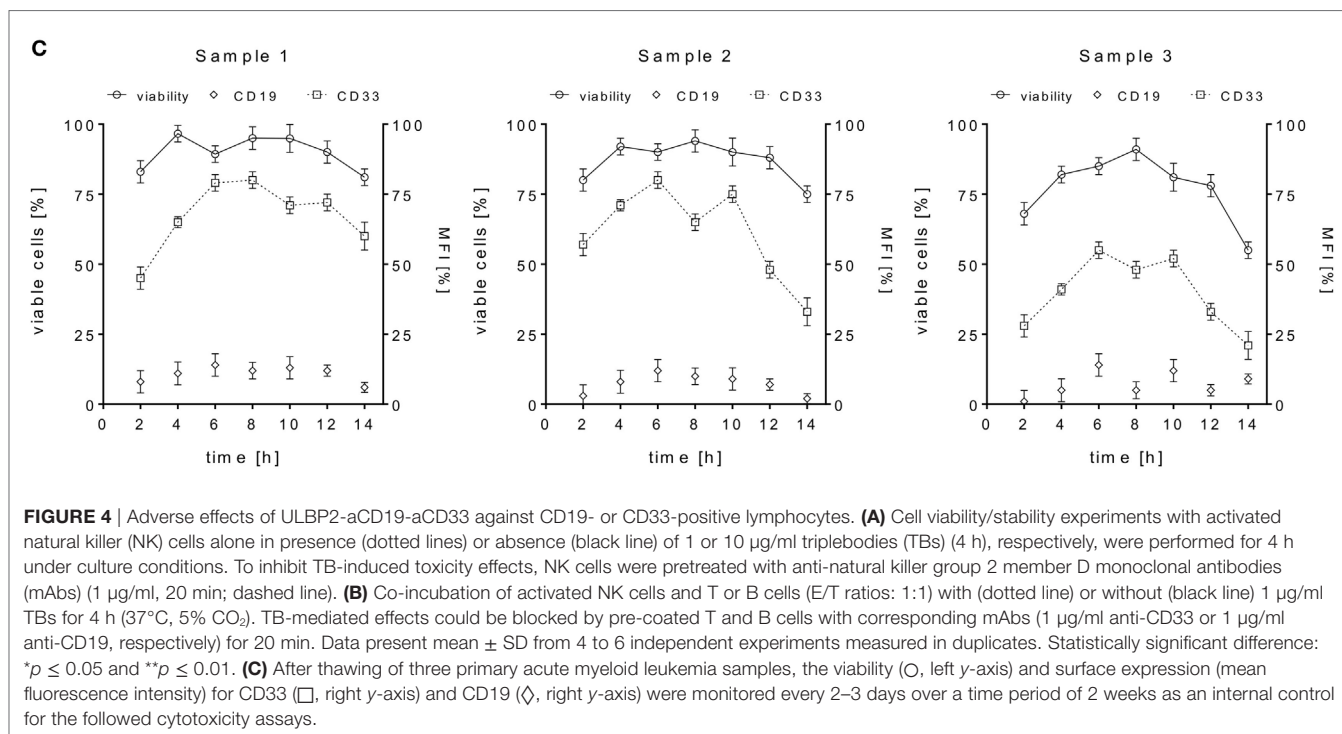 C
Sample 1
viability CD19 CD33
100
75
50
25
0
viable cells [%]
100
75
50
25
0
MFI [%]
0 2 4 6 8 10 12 14
time [h]
Sample 2
viability CD19 CD33
100
75
50
25
0
viable cells [%]
100
75
50
25
0
MFI [%]
0 2 4 6 8 10 12 14
time [h]
Sample 3
viability CD19 CD33
100
75
50
25
0
viable cells [%]
100
75
50
25
0
MFI [%]
0 2 4 6 8 10 12 14
time [h]
FIGURE 4 | Adverse effects of ULBP2-aCD19-aCD33 against CD19- or CD33-positive lymphocytes. (A) Cell viability/stability experiments with activated
natural killer (NK) cells alone in presence (dotted lines) or absence (black line) of 1 or 10 µg/ml triplebodies (TBs) (4 h), respectively, were performed for 4 h
under culture conditions. To inhibit TB-induced toxicity effects, NK cells were pretreated with anti-natural killer group 2 member D monoclonal antibodies
(mAbs) (1 µg/ml, 20 min; dashed line). (B) Co-incubation of activated NK cells and T or B cells (E/T ratios: 1:1) with (dotted line) or without (black line) 1 µg/ml
TBs for 4 h (37°C, 5% CO₂). TB-mediated effects could be blocked by pre-coated T and B cells with corresponding mAbs (1 µg/ml anti-CD33 or 1 µg/ml
anti-CD19, respectively) for 20 min. Data present mean ± SD from 4 to 6 independent experiments measured in duplicates. Statistically significant difference:
*p ≤ 0.05 and **p ≤ 0.01. (C) After thawing of three primary acute myeloid leukemia samples, the viability (○, left y-axis) and surface expression (mean
fluorescence intensity) for CD33 (□, right y-axis) and CD19 (◇, right y-axis) were monitored every 2–3 days over a time period of 2 weeks as an internal control
for the followed cytotoxicity assays.